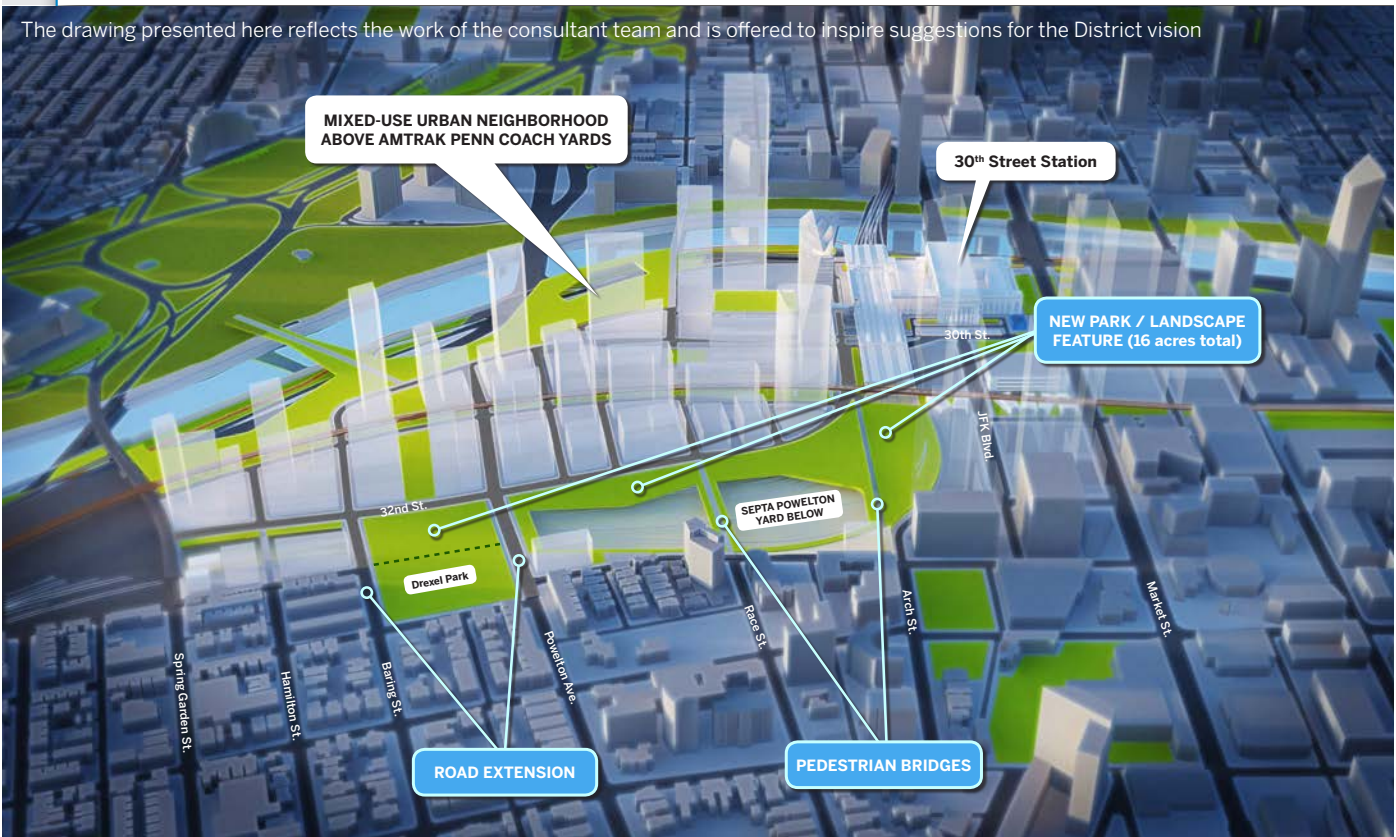 The drawing presented here reflects the work of the consultant team and is offered to inspire suggestions for the District vision
MIXED-USE URBAN NEIGHBORHOOD
ABOVE AMTRAK PENN COACH YARDS
30th Street Station
NEW PARK / LANDSCAPE
FEATURE (16 acres total)
30th St.
JFK Blvd.
32nd St.
SEPTA POWELTON
YARD BELOW
Drexel Park
Spring Garden St.
Hamilton St.
Baring St.
Powelton Ave.
Race St.
Arch St.
Market St.
ROAD EXTENSION
PEDESTRIAN BRIDGES